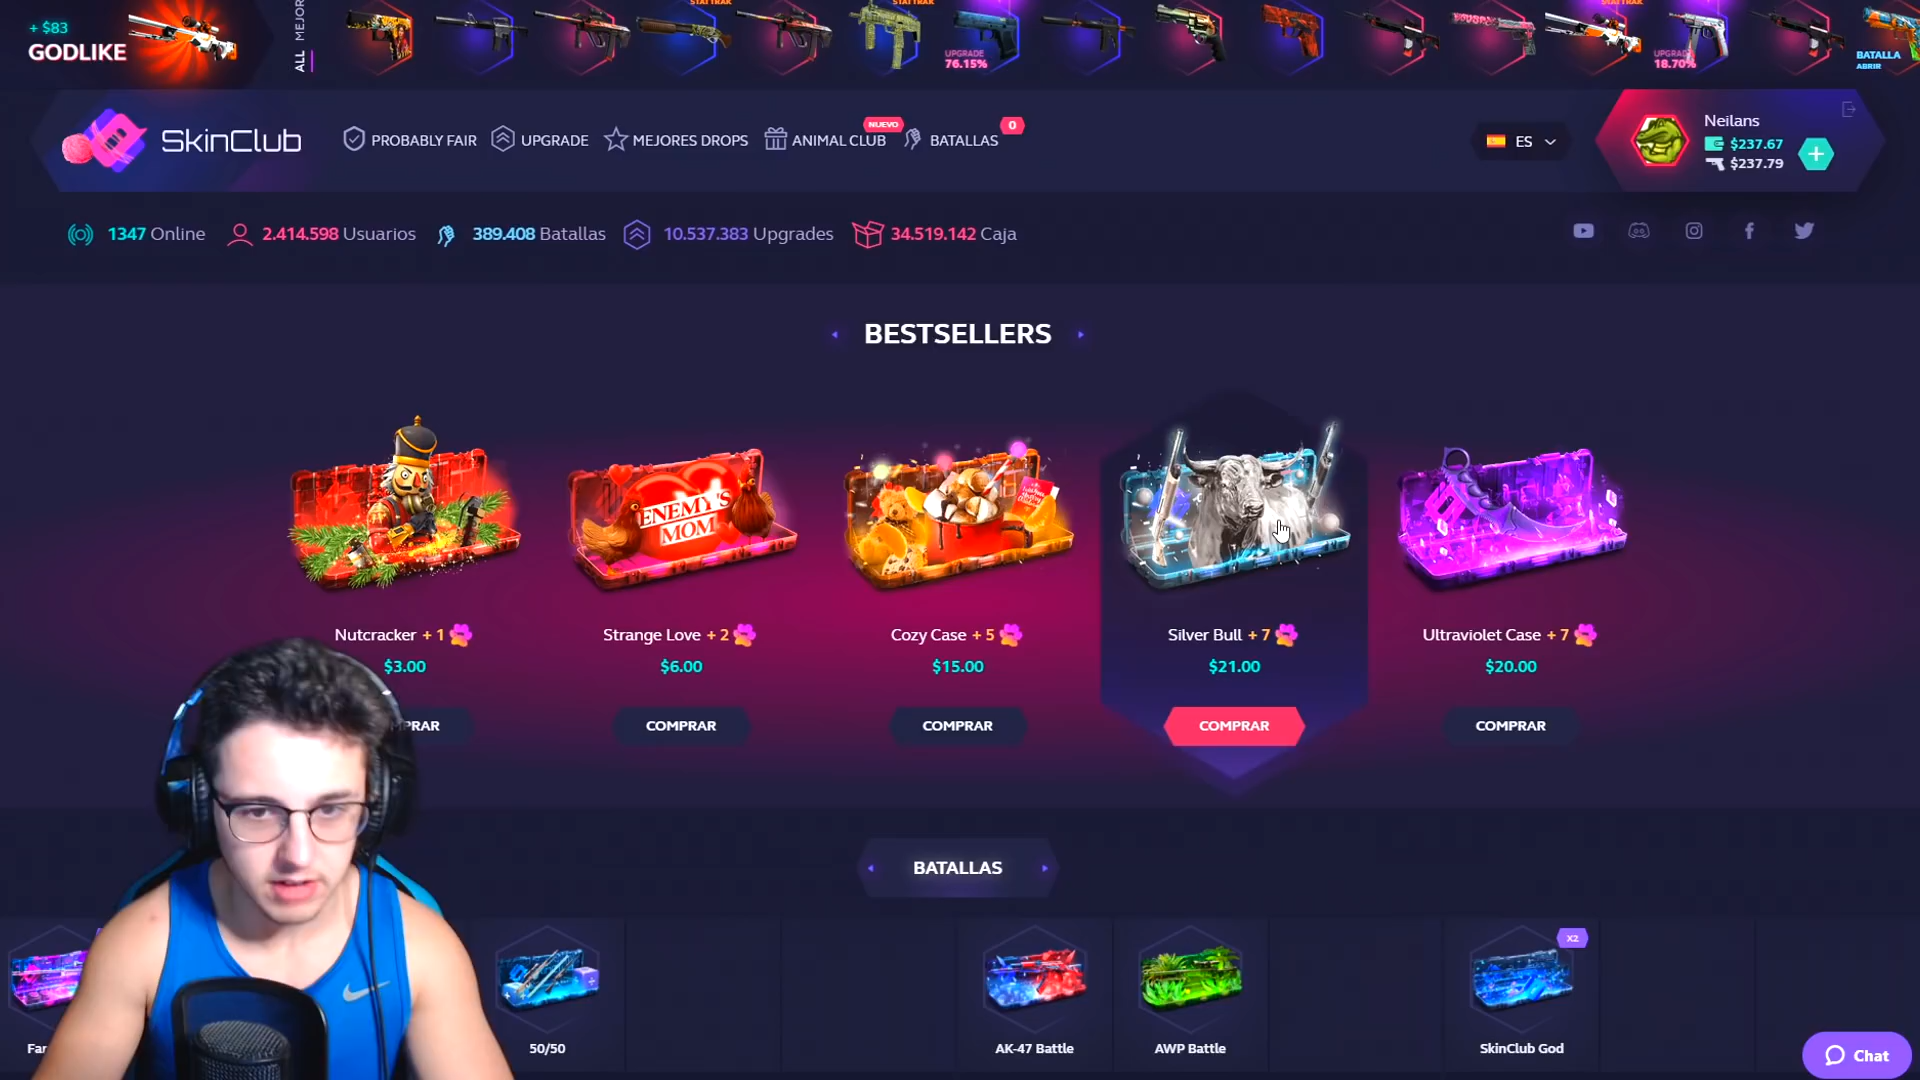 + $83
GODLIKE
ALL
MEJOR
STATTRAK
STATTRAK
UPGRADE
76.15%
STATTRAK
UPGRADE
18.70%
BATALLA
ABRIR
SkinClub
PROBABLY FAIR
UPGRADE
MEJORES DROPS
ANIMAL CLUB
NUEVO
BATALLAS
0
ES
Neilans
$237.67
$237.79
1347 Online
2.414.598 Usuarios
389.408 Batallas
10.537.383 Upgrades
34.519.142 Caja
BESTSELLERS
ENEMY'S
MOM
Nutcracker + 1
Strange Love + 2
Cozy Case + 5
Silver Bull + 7
Ultraviolet Case + 7
$3.00
$6.00
$15.00
$21.00
$20.00
MPRAR
COMPRAR
COMPRAR
COMPRAR
COMPRAR
BATALLAS
X2
Far
50/50
AK-47 Battle
AWP Battle
SkinClub God
Chat